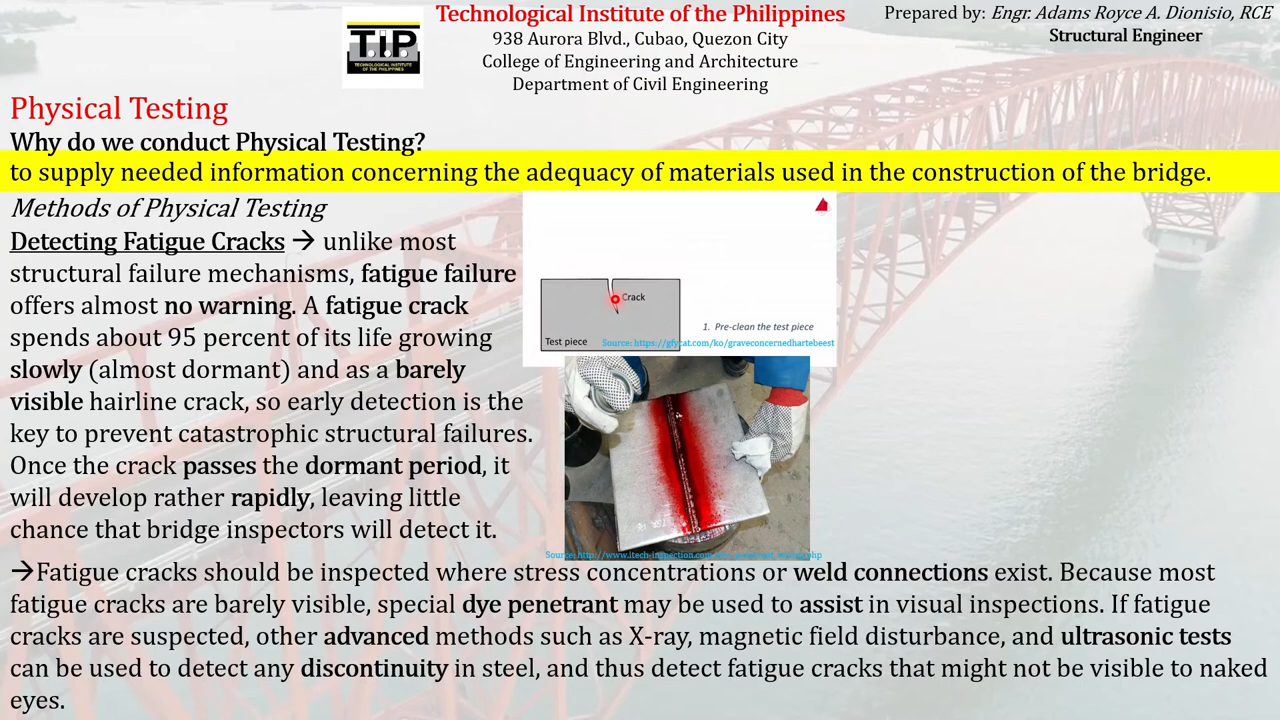 Technological Institute of the Philippines
938 Aurora Blvd., Cubao, Quezon City
College of Engineering and Architecture
Department of Civil Engineering
Prepared by: Engr. Adams Royce A. Dionisio, RCE
Structural Engineer
TIP
TECHNOLOGICAL INSTITUTE
OF THE PHILIPPINES
Physical Testing
Why do we conduct Physical Testing?
to supply needed information concerning the adequacy of materials used in the construction of the bridge.
Methods of Physical Testing
Detecting Fatigue Cracks → unlike most
structural failure mechanisms, fatigue failure
offers almost no warning. A fatigue crack
spends about 95 percent of its life growing
slowly (almost dormant) and as a barely
visible hairline crack, so early detection is the
key to prevent catastrophic structural failures.
Once the crack passes the dormant period, it
will develop rather rapidly, leaving little
chance that bridge inspectors will detect it.
Crack
Test piece
1. Pre-clean the test piece
Source: https://gfycat.com/ko/graveconcernedhartebeest
Source: http://www.itech-inspection.com
→Fatigue cracks should be inspected where stress concentrations or weld connections exist. Because most
fatigue cracks are barely visible, special dye penetrant may be used to assist in visual inspections. If fatigue
cracks are suspected, other advanced methods such as X-ray, magnetic field disturbance, and ultrasonic tests
can be used to detect any discontinuity in steel, and thus detect fatigue cracks that might not be visible to naked
eyes.